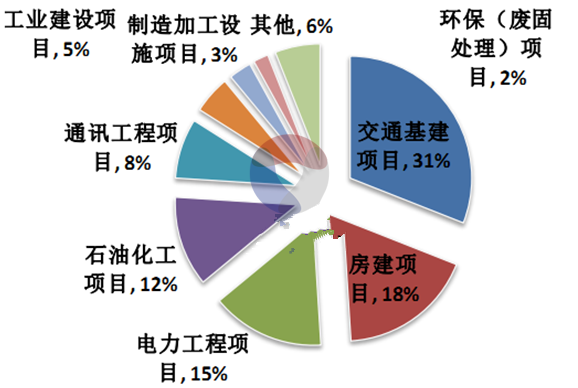 工业建设项
目, 5%
制造加工设
施项目, 3%
其他, 6%
环保（废固
处理）项
目, 2%
交通基建
项目, 31%
房建项
目, 18%
电力工程项
目, 15%
石油化工
项目, 12%
通讯工程项
目, 8%